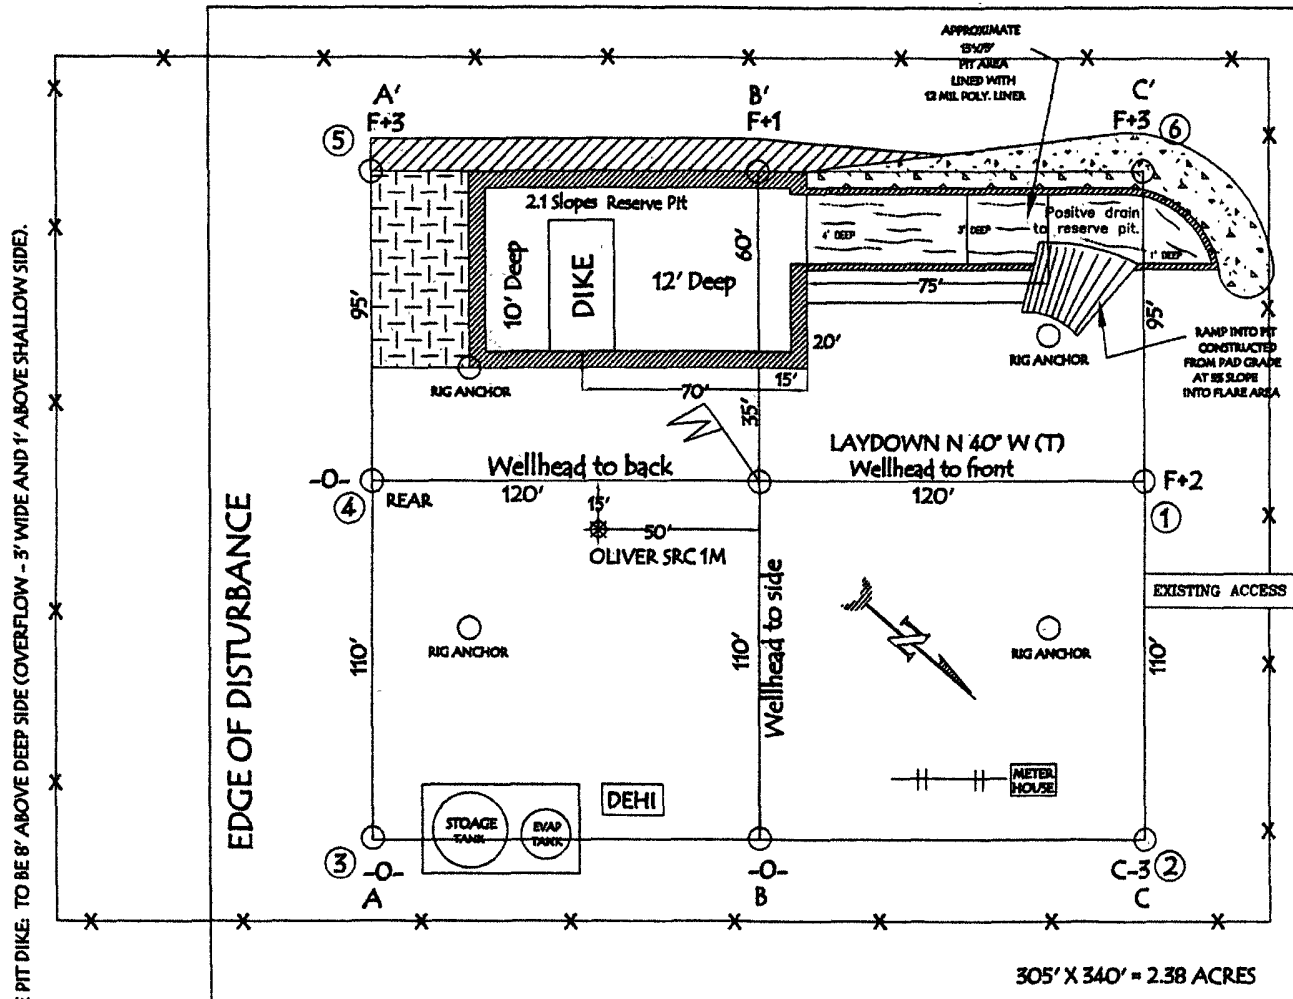 APPROXIMATE
PIT AREA
LINED WITH
12 MIL POLY. LINER
A'
F+3
B'
F+1
C'
F+3
5
6
2.1 Slopes Reserve Pit
Positve drain
to reserve pit.
4' DEEP
3' DEEP
1' DEEP
10' Deep
DIKE
12' Deep
60'
95'
75'
95'
20'
15'
70'
35'
RIG ANCHOR
RIG ANCHOR
RAMP INTO PIT
CONSTRUCTED
FROM PAD GRADE
AT 5% SLOPE
INTO FLARE AREA
LAYDOWN N 40° W (T)
Wellhead to back
Wellhead to front
-0-
REAR
120'
120'
F+2
4
1
15'
50'
OLIVER SRC 1M
EXISTING ACCESS
EDGE OF DISTURBANCE
PIT DIKE: TO BE 8' ABOVE DEEP SIDE (OVERFLOW - 3' WIDE AND 1' ABOVE SHALLOW SIDE).
RIG ANCHOR
RIG ANCHOR
110'
110'
Wellhead to side
110'
N
METER
HOUSE
DEHI
STOAGE
TANK
EVAP
TANK
3
-0-
A
-0-
B
C-3
2
C
305' X 340' = 2.38 ACRES